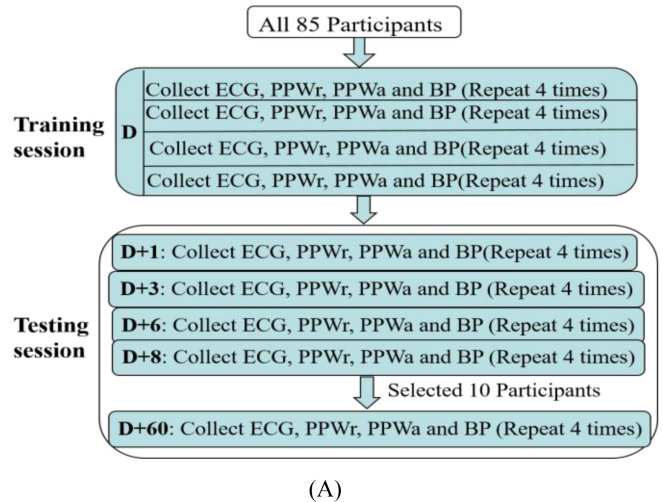 All 85 Participants
Training
session
D
Collect ECG, PPWr, PPWa and BP (Repeat 4 times)
Collect ECG, PPWr, PPWa and BP(Repeat 4 times)
Collect ECG, PPWr, PPWa and BP(Repeat 4 times)
Collect ECG, PPWr, PPWa and BP(Repeat 4 times)
Testing
session
D+1: Collect ECG, PPWr, PPWa and BP(Repeat 4 times)
D+3: Collect ECG, PPWr, PPWa and BP (Repeat 4 times)
D+6: Collect ECG, PPWr, PPWa and BP (Repeat 4 times)
D+8: Collect ECG, PPWr, PPWa and BP (Repeat 4 times)
Selected 10 Participants
D+60: Collect ECG, PPWr, PPWa and BP (Repeat 4 times)
(A)